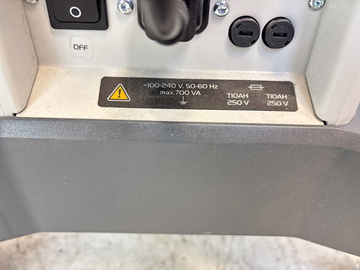 OFF
~100-240 V, 50-60 Hz
max. 700 VA
T10AH T10AH
250 V 250 V